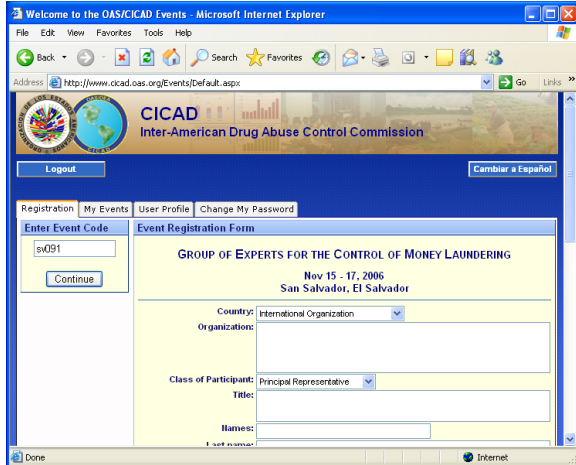 Welcome to the OAS/CICAD Events - Microsoft Internet Explorer
File Edit View Favorites Tools Help
Back Search Favorites
Address http://www.cicad.oas.org/Events/Default.aspx Go Links »
CICAD
Inter-American Drug Abuse Control Commission
Logout Cambiar a Español
Registration My Events User Profile Change My Password
Enter Event Code Event Registration Form
sv091
Continue
GROUP OF EXPERTS FOR THE CONTROL OF MONEY LAUNDERING
Nov 15 - 17, 2006
San Salvador, El Salvador
Country: International Organization
Organization:
Class of Participant: Principal Representative
Title:
Names:
Last name:
Done Internet